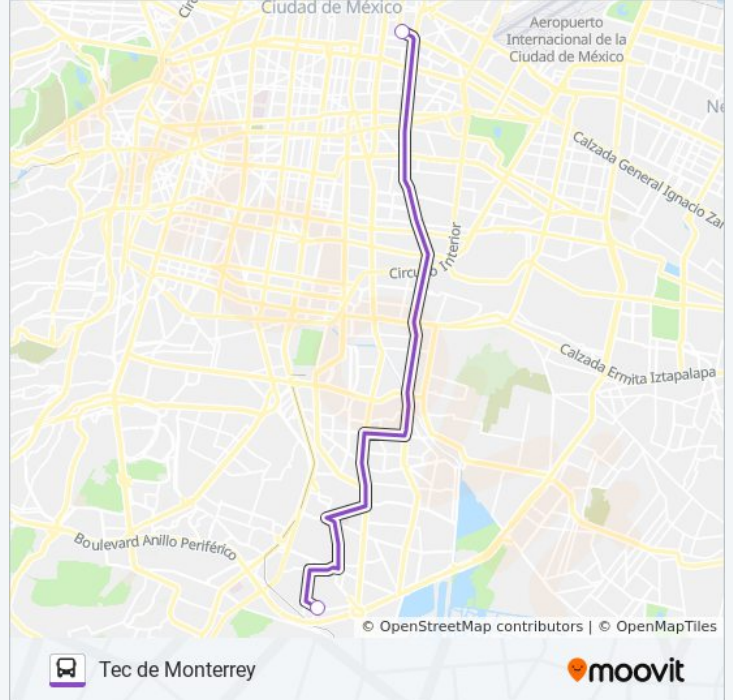 Ciudad de México
Circ
Aeropuerto
Internacional de la
Ciudad de México
Calzada General Ignacio Zar
Interior
Calzada Ermita Iztapalapa
Boulevard Anillo Periférico
© OpenStreetMap contributors | © OpenMapTiles
Tec de Monterrey
moovit